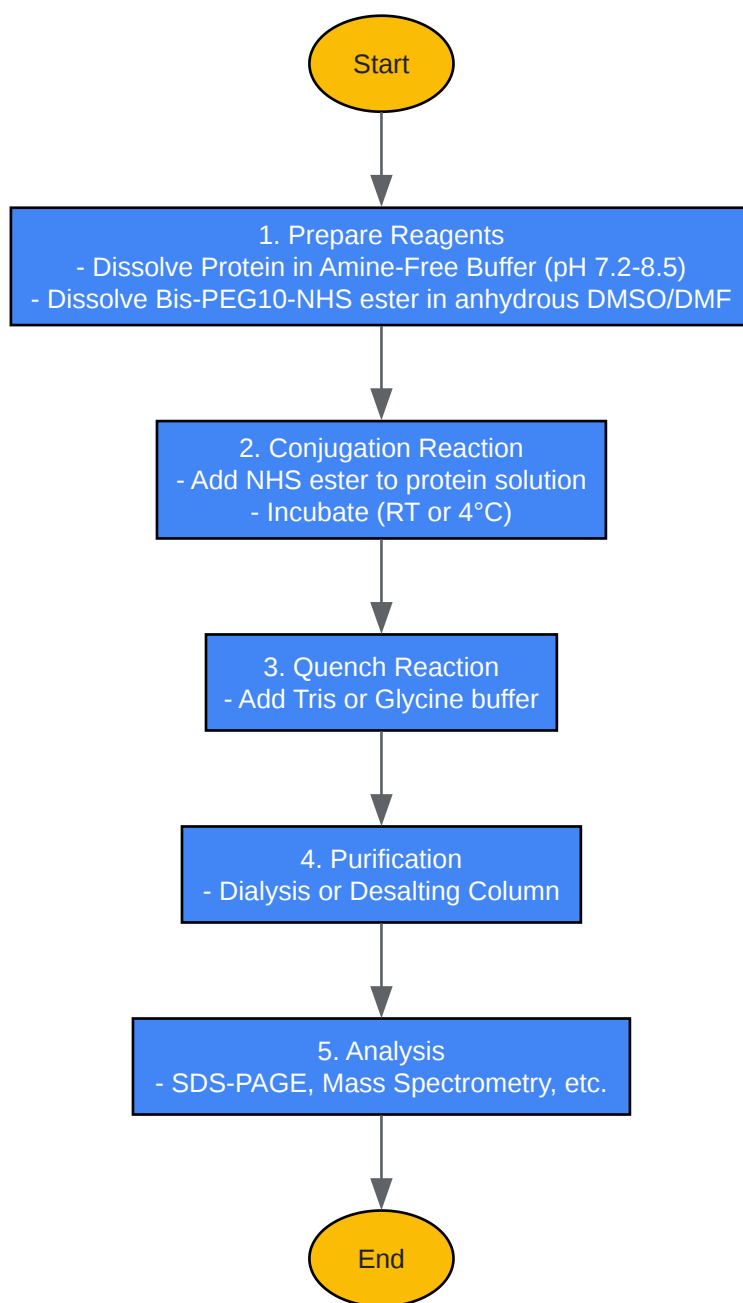 Start
1. Prepare Reagents
- Dissolve Protein in Amine-Free Buffer (pH 7.2-8.5)
- Dissolve Bis-PEG10-NHS ester in anhydrous DMSO/DMF
2. Conjugation Reaction
- Add NHS ester to protein solution
- Incubate (RT or 4°C)
3. Quench Reaction
- Add Tris or Glycine buffer
4. Purification
- Dialysis or Desalting Column
5. Analysis
- SDS-PAGE, Mass Spectrometry, etc.
End